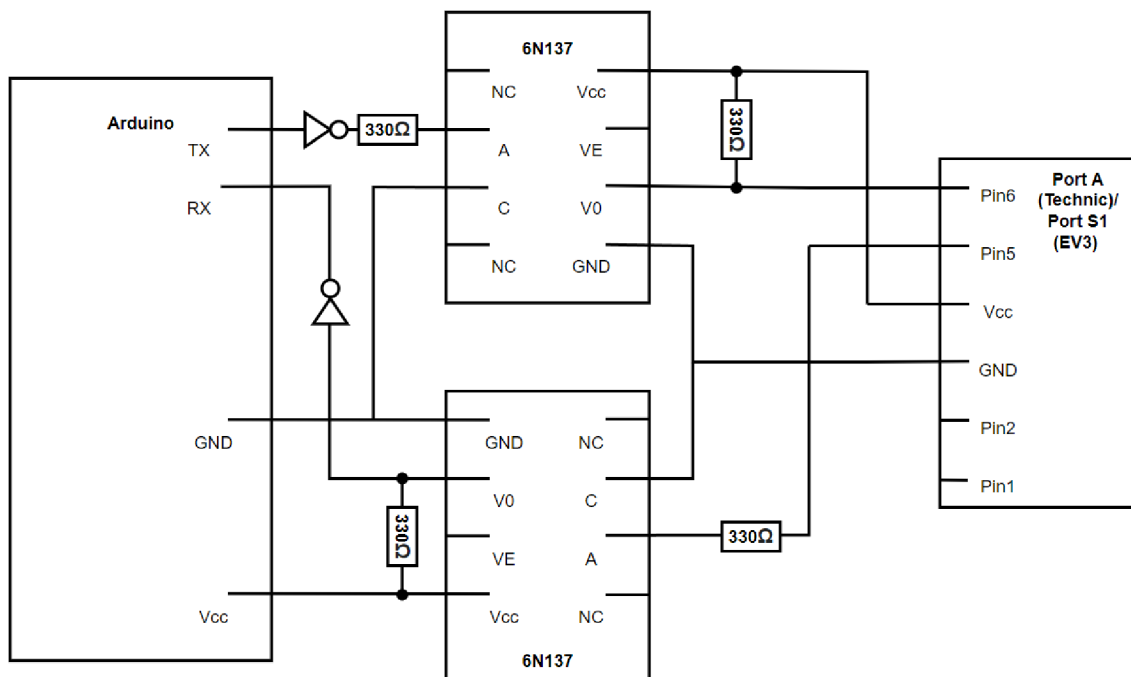 Arduino
TX
RX
GND
Vcc
330Ω
330Ω
6N137
NC
Vcc
A
VE
C
V0
NC
GND
330Ω
GND
NC
V0
C
VE
A
Vcc
NC
6N137
330Ω
Port A
(Technic)/
Port S1
(EV3)
Pin6
Pin5
Vcc
GND
Pin2
Pin1